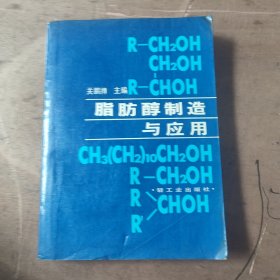 R-CH₂OH
CH₂OH
关鹏搏 主编
R-CHOH
脂肪醇制造
与应用
CH₃(CH₂)₁₀CH₂OH
R-CH₂OH
·轻工业出版社·
R
CHOH
R'